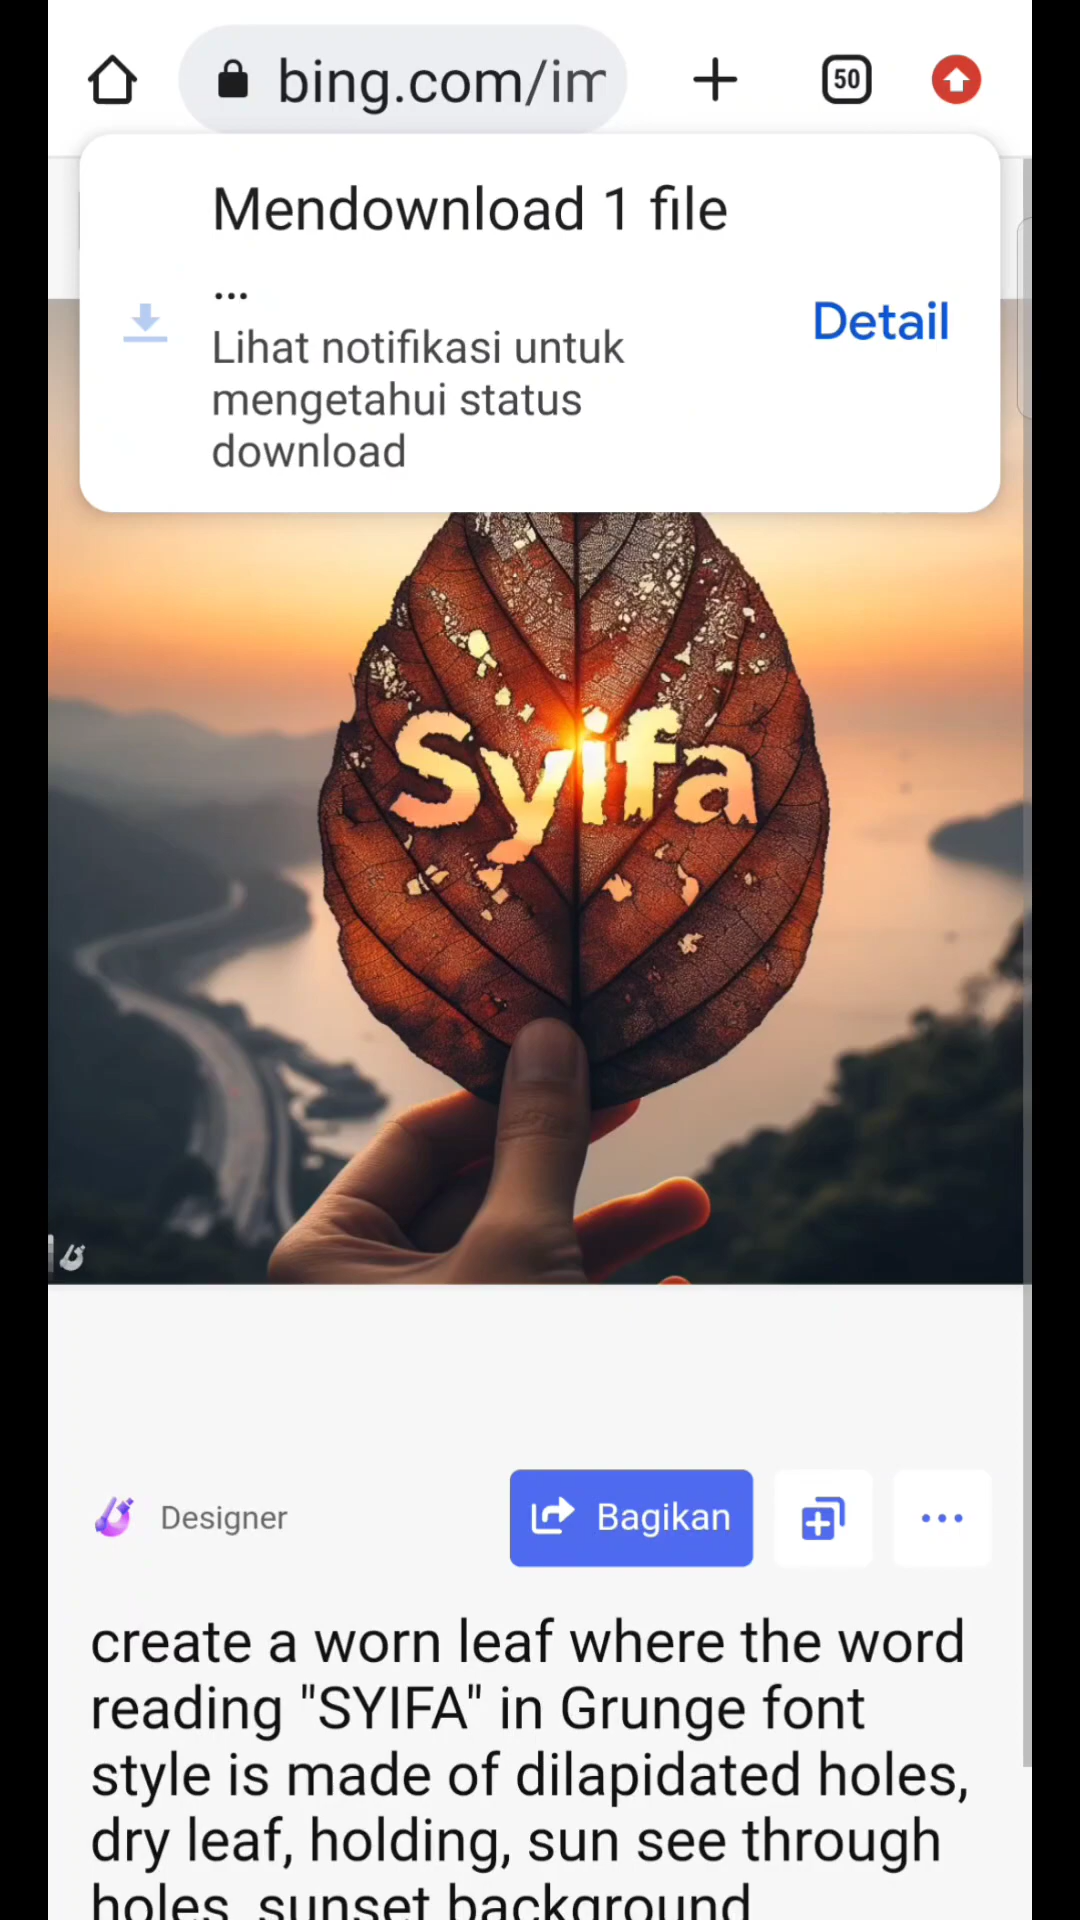 bing.com/im
50
Mendownload 1 file
...
Lihat notifikasi untuk
mengetahui status
download
Detail
Syifa
Designer
Bagikan
create a worn leaf where the word
reading "SYIFA" in Grunge font
style is made of dilapidated holes,
dry leaf, holding, sun see through
holes, sunset background